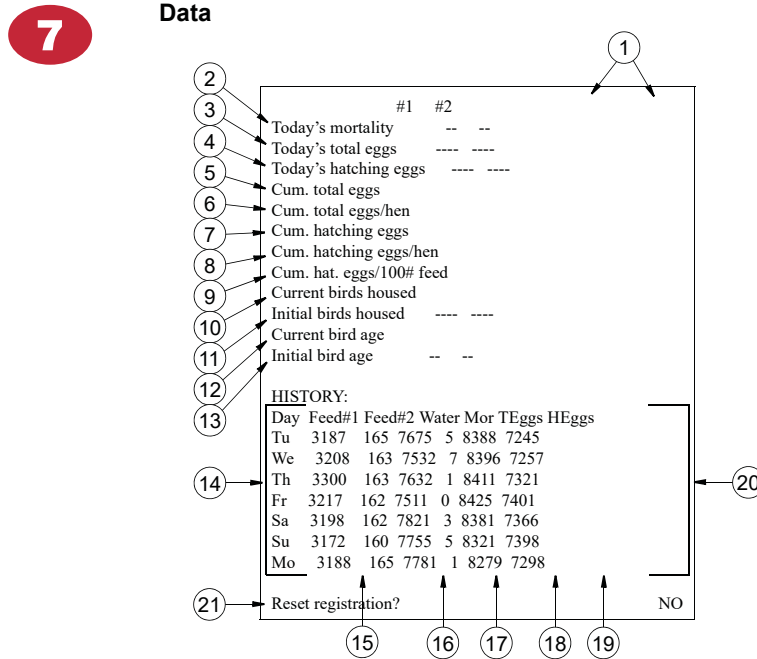 7
Data
1
#1 #2
2
3
4
5
6
7
8
9
10
11
12
13
Today's mortality -- --
Today's total eggs ---- ----
Today's hatching eggs ---- ----
Cum. total eggs
Cum. total eggs/hen
Cum. hatching eggs
Cum. hatching eggs/hen
Cum. hat. eggs/100# feed
Current birds housed
Initial birds housed ---- ----
Current bird age
Initial bird age -- --
HISTORY:
Day Feed#1 Feed#2 Water Mor TEggs HEggs
Tu 3187 165 7675 5 8388 7245
We 3208 163 7532 7 8396 7257
Th 3300 163 7632 1 8411 7321
Fr 3217 162 7511 0 8425 7401
Sa 3198 162 7821 3 8381 7366
Su 3172 160 7755 5 8321 7398
Mo 3188 165 7781 1 8279 7298
14
20
21
Reset registration? NO
15 16 17 18 19